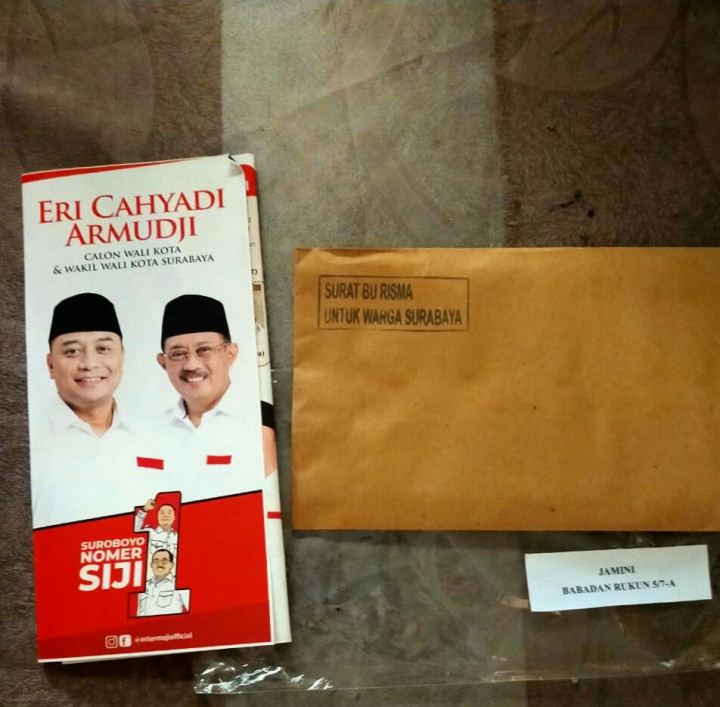 ERI CAHYADI
ARMUDJI
CALON WALI KOTA
& WAKIL WALI KOTA SURABAYA
SUROBOYO
NOMER
SIJI
1
@eriarmujiofficial
SURAT BU RISMA
UNTUK WARGA SURABAYA
JAMINI
BABADAN RUKUN 5/7-A